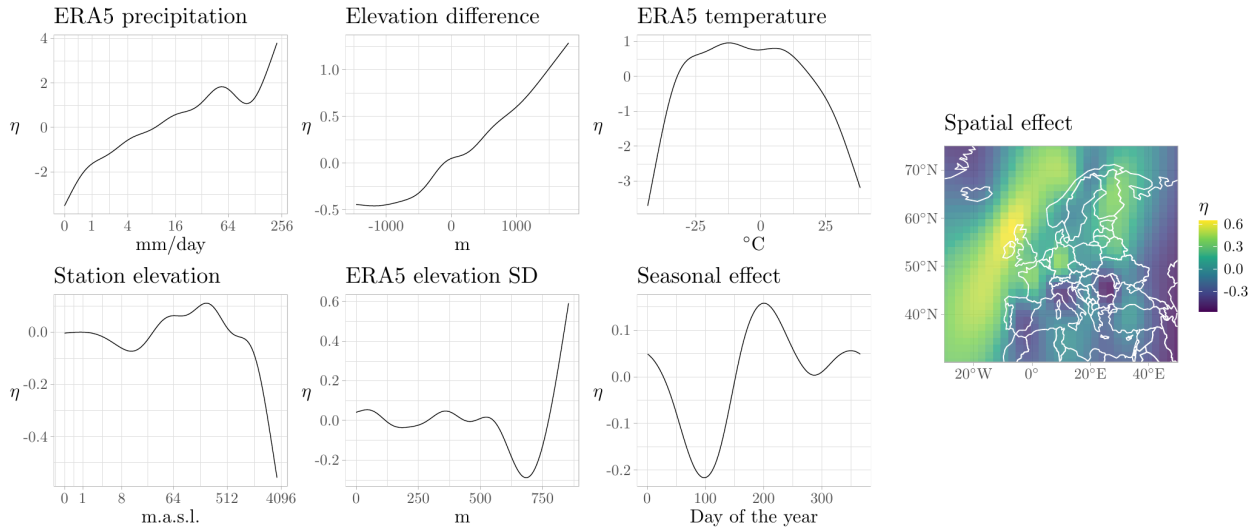 ERA5 precipitation
4
2
0
-2
η
0 1 4 16 64 256
mm/day
Elevation difference
1.0
0.5
0.0
-0.5
η
-1000 0 1000
m
ERA5 temperature
1
0
-1
-2
-3
η
-25 0 25
°C
Station elevation
0.0
-0.2
-0.4
η
0 1 8 64 512 4096
m.a.s.l.
ERA5 elevation SD
0.6
0.4
0.2
0.0
-0.2
η
0 250 500 750
m
Seasonal effect
0.1
0.0
-0.1
-0.2
η
0 100 200 300
Day of the year
Spatial effect
70°N
60°N
50°N
40°N
20°W 0° 20°E 40°E
η
0.6
0.3
0.0
-0.3